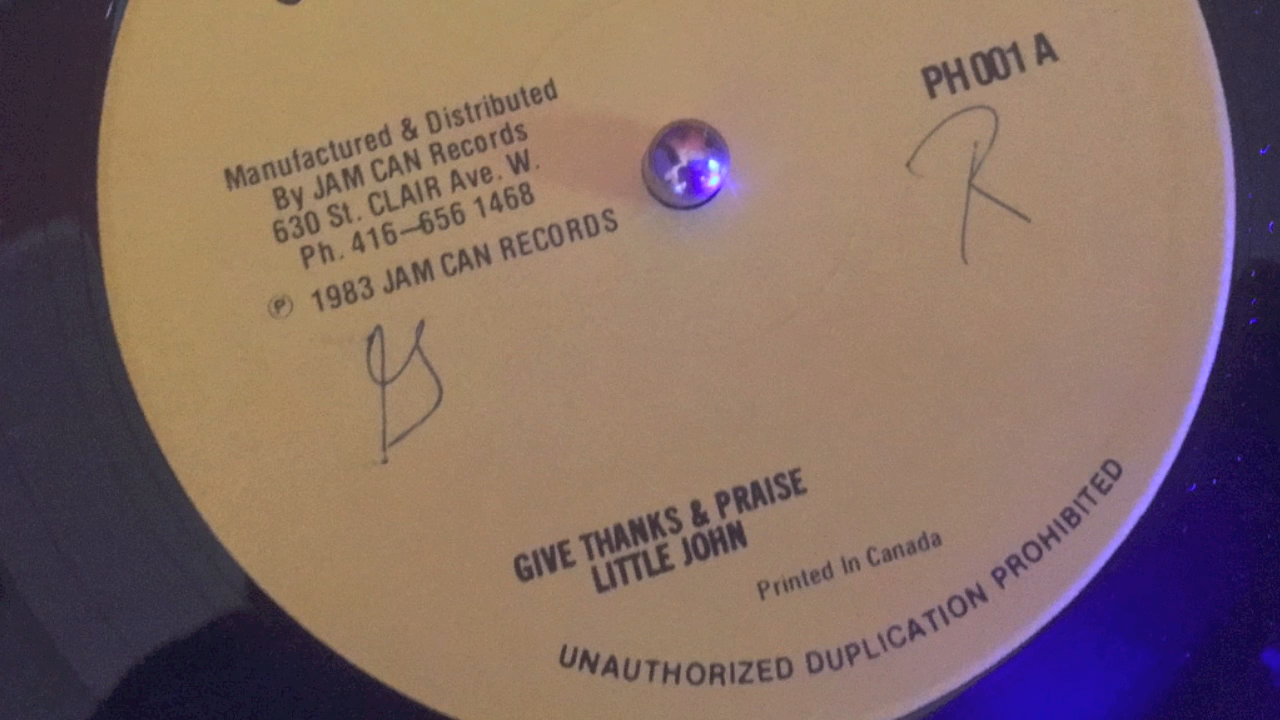 Manufactured & Distributed
By JAM CAN Records
630 St. CLAIR Ave. W.
Ph. 416-656 1468
Ⓟ 1983 JAM CAN RECORDS
PH 001 A
R
GIVE THANKS & PRAISE
LITTLE JOHN
Printed In Canada
UNAUTHORIZED DUPLICATION PROHIBITED